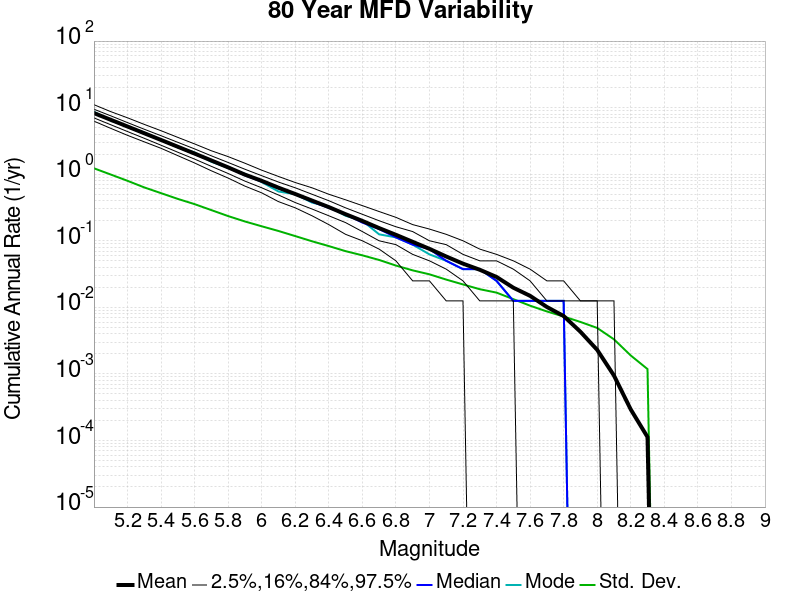 80 Year MFD Variability
10^2
10^1
10^0
10^-1
10^-2
10^-3
10^-4
10^-5
Cumulative Annual Rate (1/yr)
5.2 5.4 5.6 5.8 6 6.2 6.4 6.6 6.8 7 7.2 7.4 7.6 7.8 8 8.2 8.4 8.6 8.8 9
Magnitude
Mean 2.5%,16%,84%,97.5% Median Mode Std. Dev.